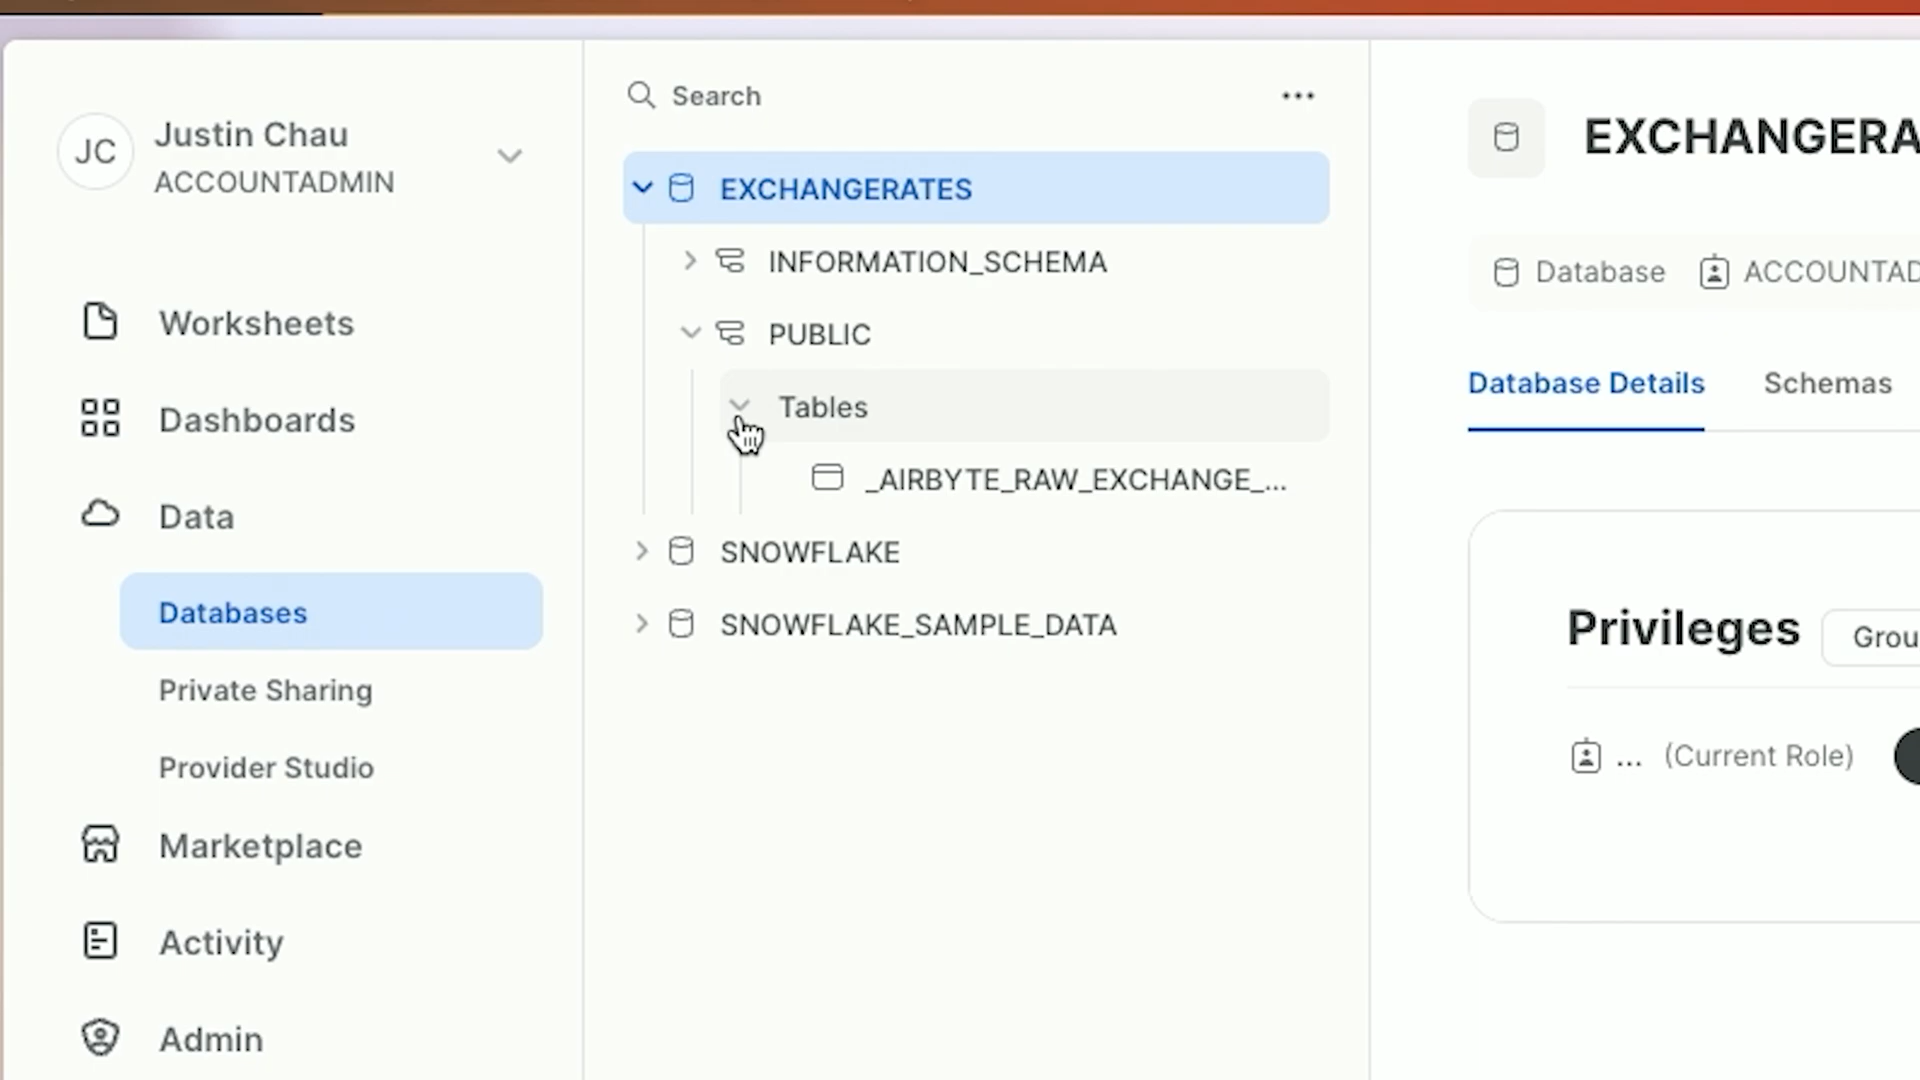 JC
Justin Chau
ACCOUNTADMIN
Worksheets
Dashboards
Data
Databases
Private Sharing
Provider Studio
Marketplace
Activity
Admin
Search
EXCHANGERATES
INFORMATION_SCHEMA
PUBLIC
Tables
_AIRBYTE_RAW_EXCHANGE_...
SNOWFLAKE
SNOWFLAKE_SAMPLE_DATA
EXCHANGERA
Database ACCOUNTAD
Database Details Schemas
Privileges Grou
... (Current Role)